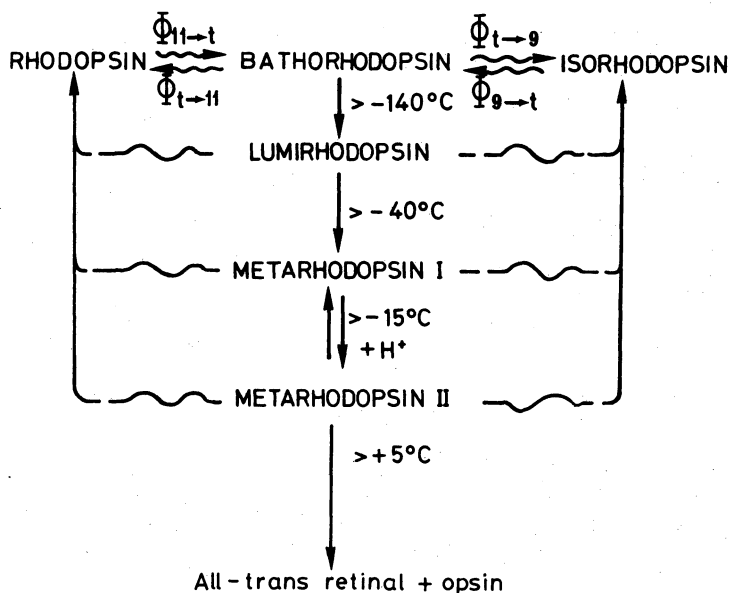 Φ11→t Φt→9
RHODOPSIN BATHORHODOPSIN ISORHODOPSIN
Φt→11 Φ9→t
>-140°C
LUMIRHODOPSIN
>-40°C
METARHODOPSIN I
>-15°C
+H⁺
METARHODOPSIN II
>+5°C
All-trans retinal + opsin